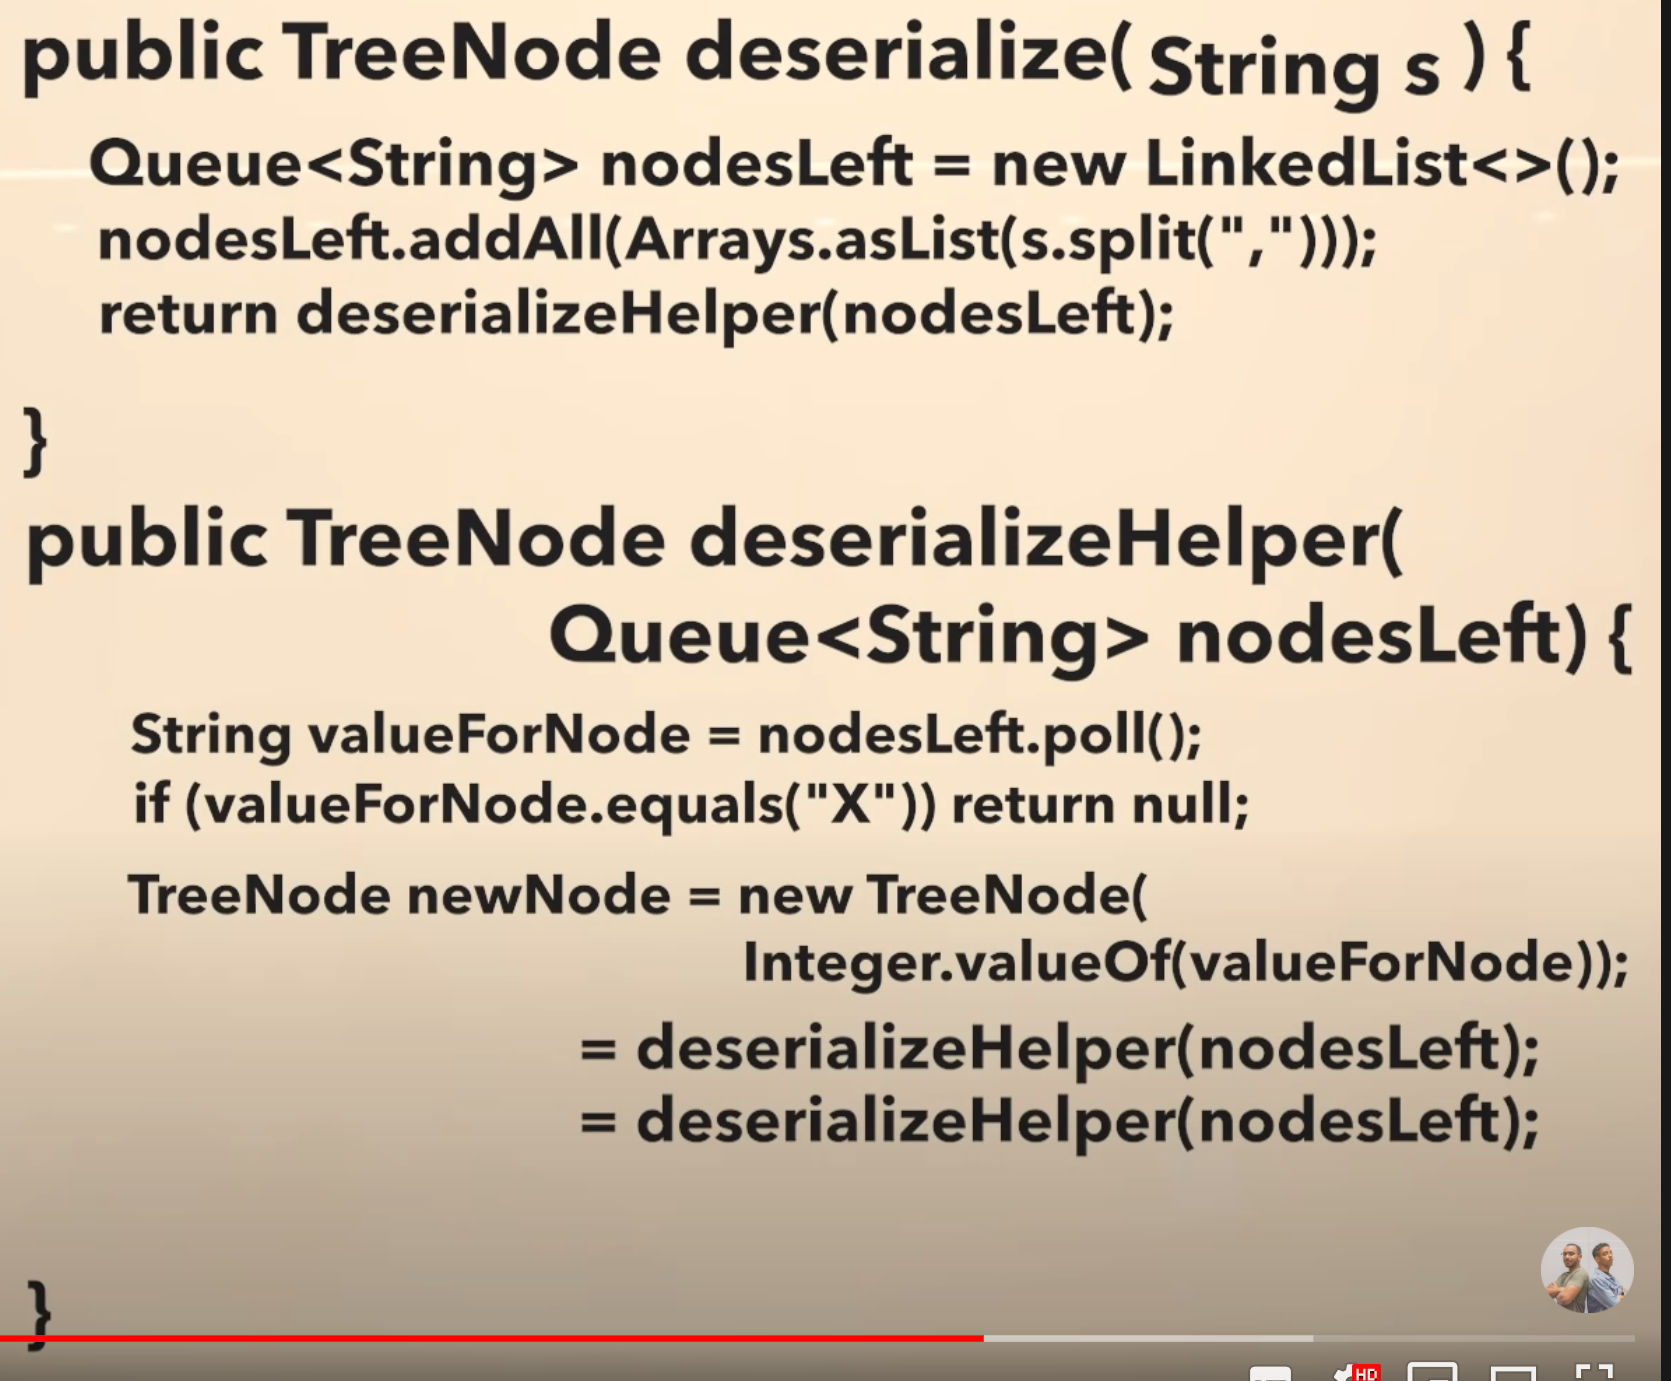 public TreeNode deserialize( String s ) {
Queue<String> nodesLeft = new LinkedList<>();
nodesLeft.addAll(Arrays.asList(s.split(",")));
return deserializeHelper(nodesLeft);
}
public TreeNode deserializeHelper(
Queue<String> nodesLeft) {
String valueForNode = nodesLeft.poll();
if (valueForNode.equals("X")) return null;
TreeNode newNode = new TreeNode(
Integer.valueOf(valueForNode));
= deserializeHelper(nodesLeft);
= deserializeHelper(nodesLeft);
}
HD